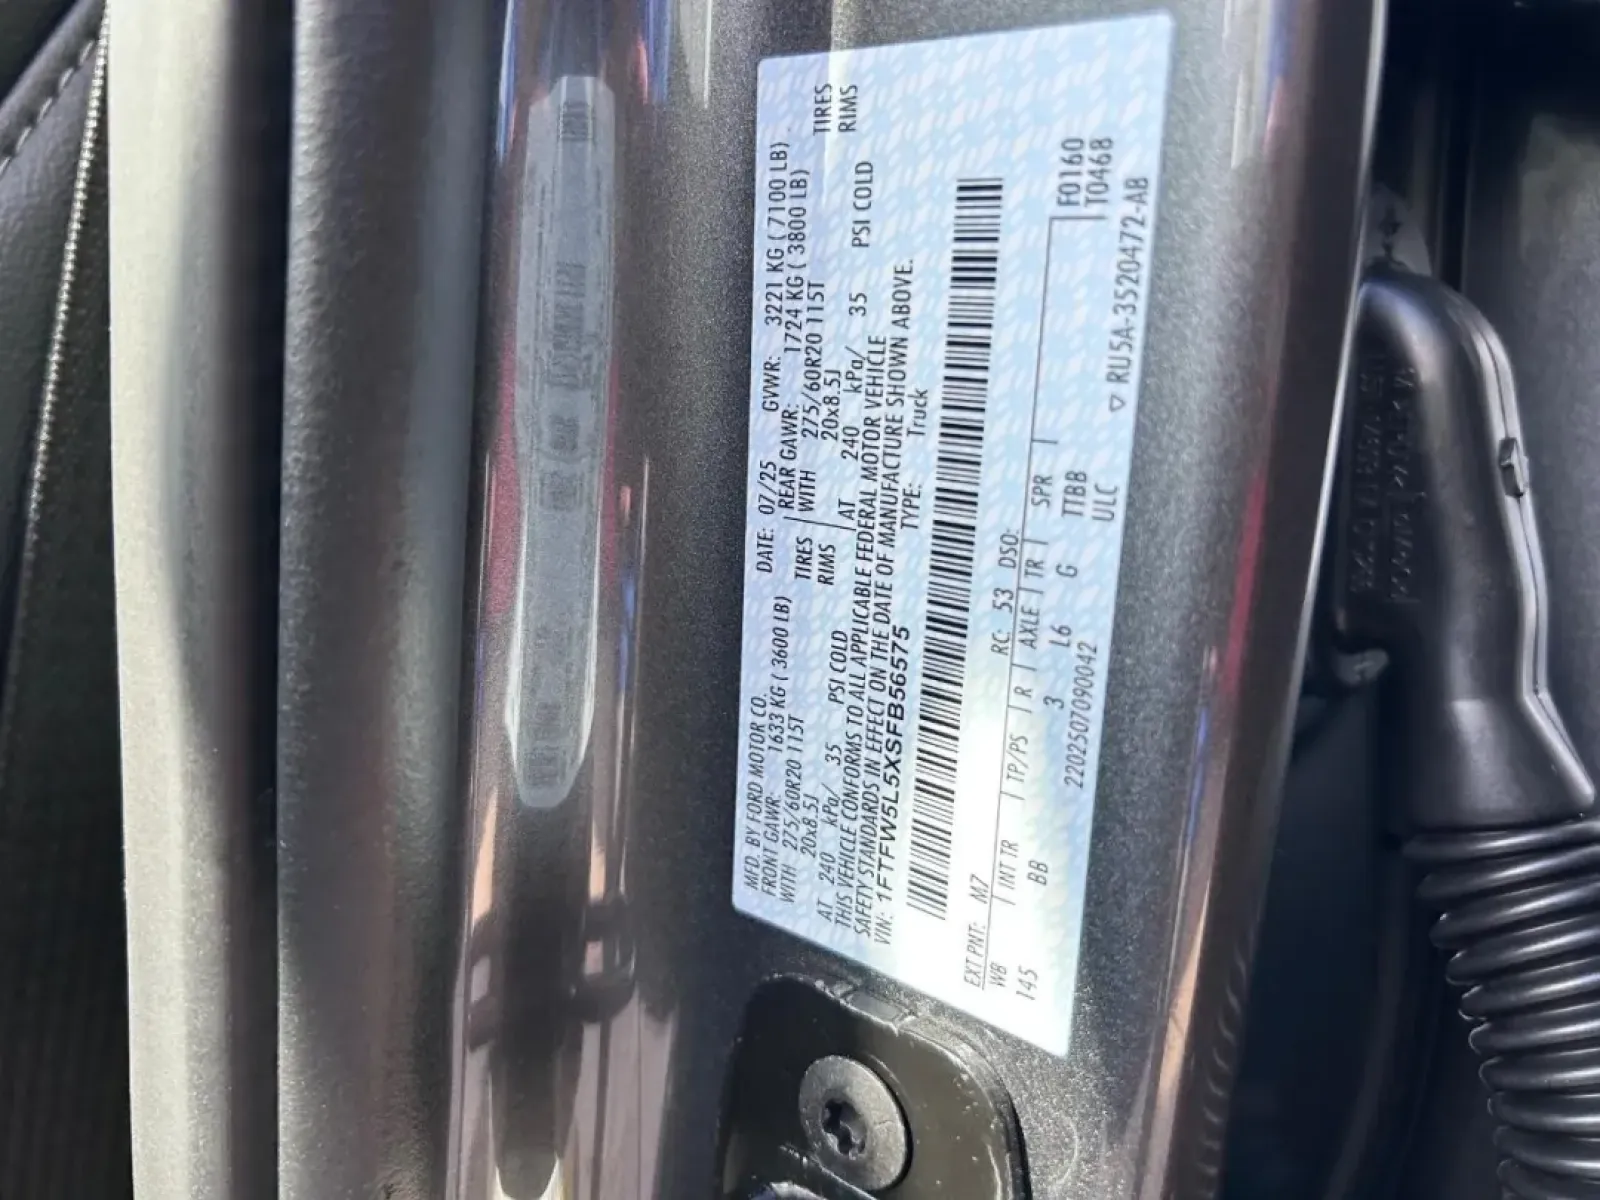 MFD. BY FORD MOTOR CO.
DATE: 07/25 GVWR: 3221 KG ( 7100 LB)
FRONT GAWR: 1633 KG ( 3600 LB)
REAR GAWR: 1724 KG ( 3800 LB)
WITH 275/60R20 115T TIRES
WITH 275/60R20 115T TIRES
20x8.5J RIMS
20x8.5J RIMS
AT 240 kPa/ 35 PSI COLD
AT 240 kPa/ 35 PSI COLD
THIS VEHICLE CONFORMS TO ALL APPLICABLE FEDERAL MOTOR VEHICLE
SAFETY STANDARDS IN EFFECT ON THE DATE OF MANUFACTURE SHOWN ABOVE.
VIN: 1FTFW5L5XSFB56575 TYPE: Truck
EXT PNT: M7 RC: 53 DSO:
F0160
T0468
WB INT TR TP/PS R AXLE TR SPR
145 BB 3 L6 G TTBB
2202507090042 ULC
▽ RU5A-3520472-AB